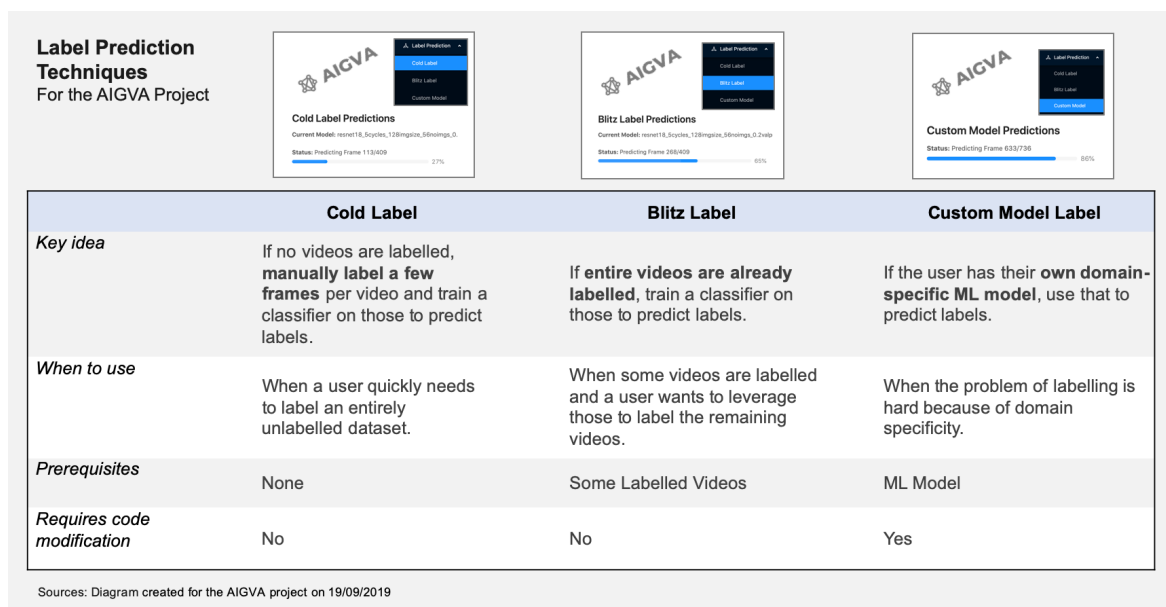 Label Prediction
Techniques
For the AIGVA Project
AIGVA
Label Prediction
Cold Label
Blitz Label
Custom Model
Cold Label Predictions
Current Model: resnet18_5cycles_128imgsize_56noimgs_0.
Status: Predicting Frame 113/409
27%
AIGVA
Label Prediction
Cold Label
Blitz Label
Custom Model
Blitz Label Predictions
Current Model: resnet18_5cycles_128imgsize_56noimgs_0.2valp
Status: Predicting Frame 268/409
65%
AIGVA
Label Prediction
Cold Label
Blitz Label
Custom Model
Custom Model Predictions
Status: Predicting Frame 633/736
86%
Cold Label
Blitz Label
Custom Model Label
Key idea
If no videos are labelled,
manually label a few
frames per video and train a
classifier on those to predict
labels.
If entire videos are already
labelled, train a classifier on
those to predict labels.
If the user has their own domain-
specific ML model, use that to
predict labels.
When to use
When a user quickly needs
to label an entirely
unlabelled dataset.
When some videos are labelled
and a user wants to leverage
those to label the remaining
videos.
When the problem of labelling is
hard because of domain
specificity.
Prerequisites
None
Some Labelled Videos
ML Model
Requires code
modification
No
No
Yes
Sources: Diagram created for the AIGVA project on 19/09/2019